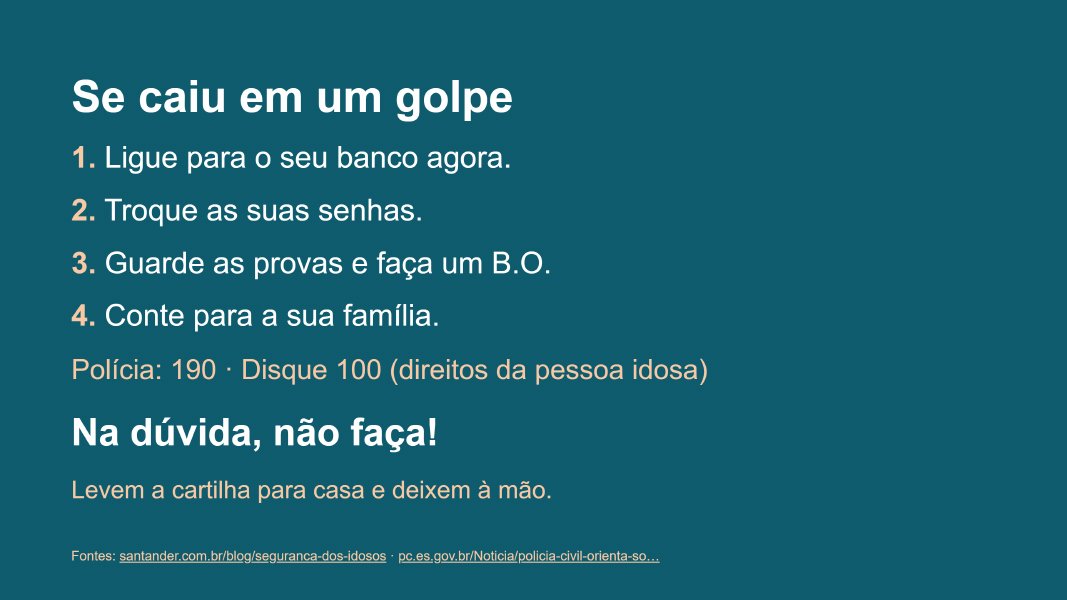 Se caiu em um golpe
1. Ligue para o seu banco agora.
2. Troque as suas senhas.
3. Guarde as provas e faça um B.O.
4. Conte para a sua família.
Polícia: 190 · Disque 100 (direitos da pessoa idosa)
Na dúvida, não faça!
Levem a cartilha para casa e deixem à mão.
Fontes: santander.com.br/blog/seguranca-dos-idosos · pc.es.gov.br/Noticia/policia-civil-orienta-so…